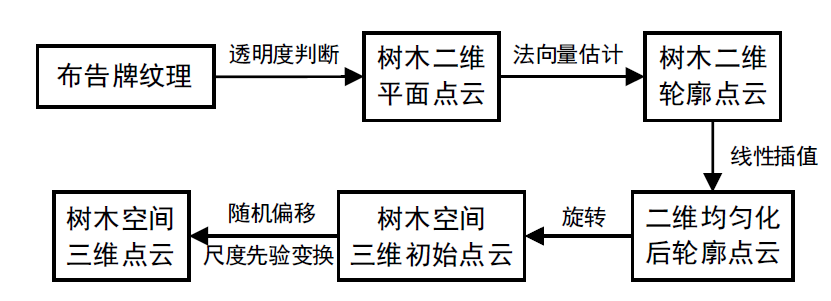 布告牌纹理
透明度判断
树木二维
平面点云
法向量估计
树木二维
轮廓点云
线性插值
二维均匀化
后轮廓点云
旋转
树木空间
三维初始点云
随机偏移
尺度先验变换
树木空间
三维点云